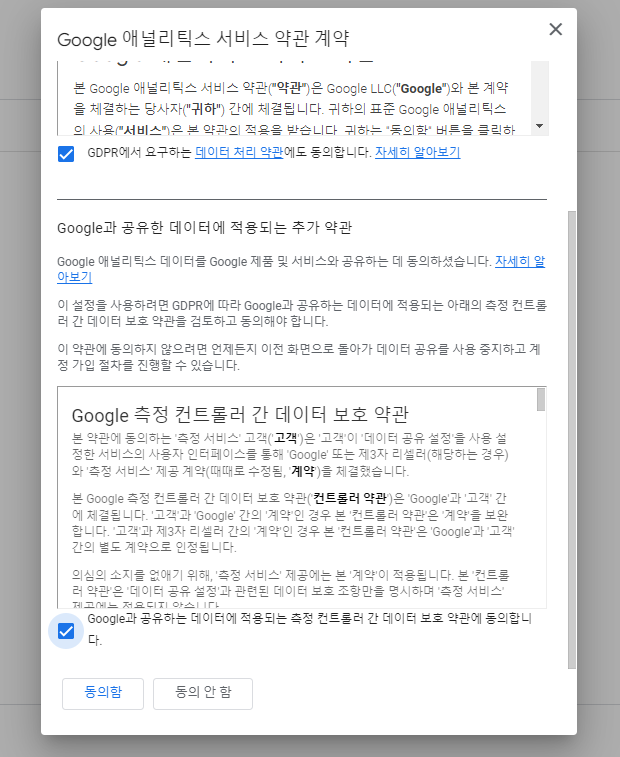 Google 애널리틱스 서비스 약관 계약
본 Google 애널리틱스 서비스 약관("약관")은 Google LLC("Google")와 본 계약
을 체결하는 당사자("귀하") 간에 체결됩니다. 귀하의 표준 Google 애널리틱스
의 사용("서비스")은 본 약관의 적용을 받습니다. 귀하는 "동의함" 버튼을 클릭하
GDPR에서 요구하는 데이터 처리 약관에도 동의합니다. 자세히 알아보기
Google과 공유한 데이터에 적용되는 추가 약관
Google 애널리틱스 데이터를 Google 제품 및 서비스와 공유하는 데 동의하셨습니다. 자세히 알
아보기
이 설정을 사용하려면 GDPR에 따라 Google과 공유하는 데이터에 적용되는 아래의 측정 컨트롤
러 간 데이터 보호 약관을 검토하고 동의해야 합니다.
이 약관에 동의하지 않으려면 언제든지 이전 화면으로 돌아가 데이터 공유를 사용 중지하고 계
정 가입 절차를 진행할 수 있습니다.
Google 측정 컨트롤러 간 데이터 보호 약관
본 약관에 동의하는 '측정 서비스' 고객('고객')은 '고객'이 '데이터 공유 설정'을 사용 설
정한 서비스의 사용자 인터페이스를 통해 'Google' 또는 제3자 리셀러(해당하는 경우)
와 '측정 서비스' 제공 계약(때때로 수정됨, '계약')을 체결했습니다.
본 Google 측정 컨트롤러 간 데이터 보호 약관('컨트롤러 약관')은 'Google'과 '고객' 간
에 체결됩니다. '고객'과 'Google' 간의 '계약'인 경우 본 '컨트롤러 약관'은 '계약'을 보완
합니다. '고객'과 제3자 리셀러 간의 '계약'인 경우 본 '컨트롤러 약관'은 'Google'과 '고객'
간의 별도 계약으로 인정됩니다.
의심의 소지를 없애기 위해, '측정 서비스' 제공에는 본 '계약'이 적용됩니다. 본 '컨트롤
러 약관'은 '데이터 공유 설정'과 관련된 데이터 보호 조항만을 명시하며 '측정 서비스'
제공에는 적용되지 않습니다.
Google과 공유하는 데이터에 적용되는 측정 컨트롤러 간 데이터 보호 약관에 동의합니
다.
동의함
동의 안 함